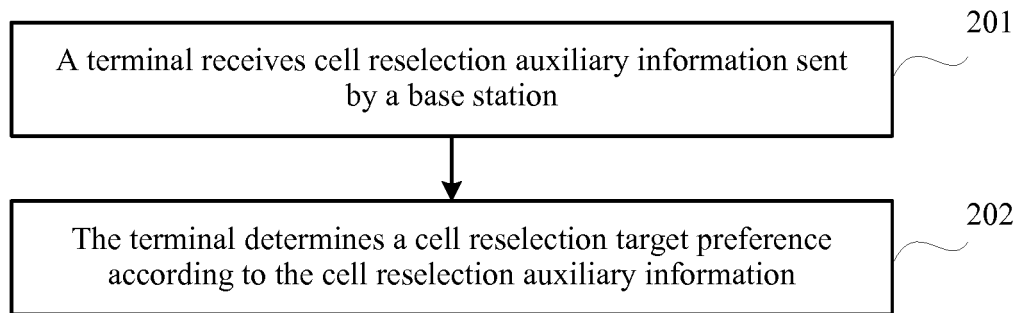 201
A terminal receives cell reselection auxiliary information sent
by a base station
202
The terminal determines a cell reselection target preference
according to the cell reselection auxiliary information